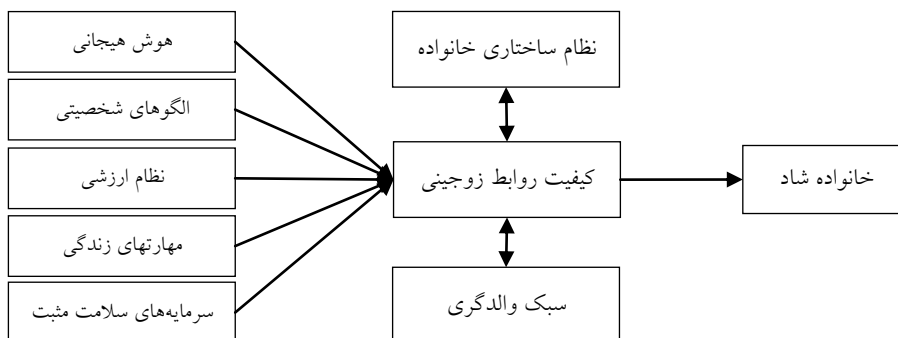 هوش هیجانی
الگوهای شخصیتی
نظام ارزشی
مهارتهای زندگی
سرمایه‌های سلامت مثبت
نظام ساختاری خانواده
کیفیت روابط زوجینی
سبک والدگری
خانواده شاد